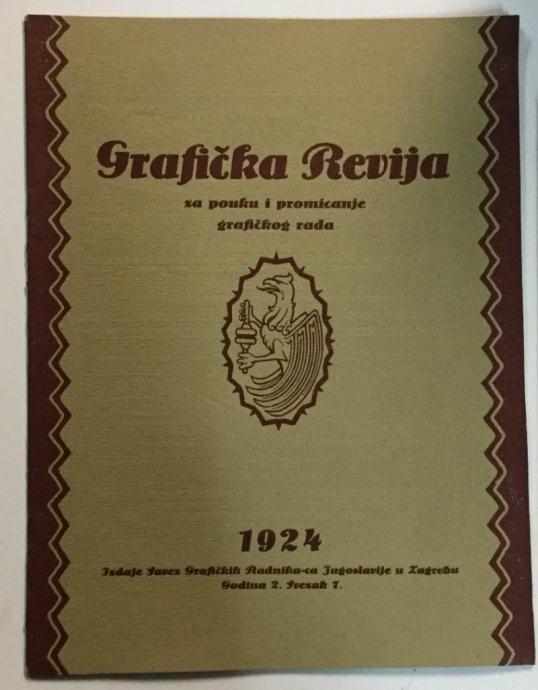 Grafička Revija
za pouku i promicanje
grafičkog rada
1924
Izdaje Savez Grafičkih Radnika-ca Jugoslavije u Zagrebu
Godina 2. Svezak 7.